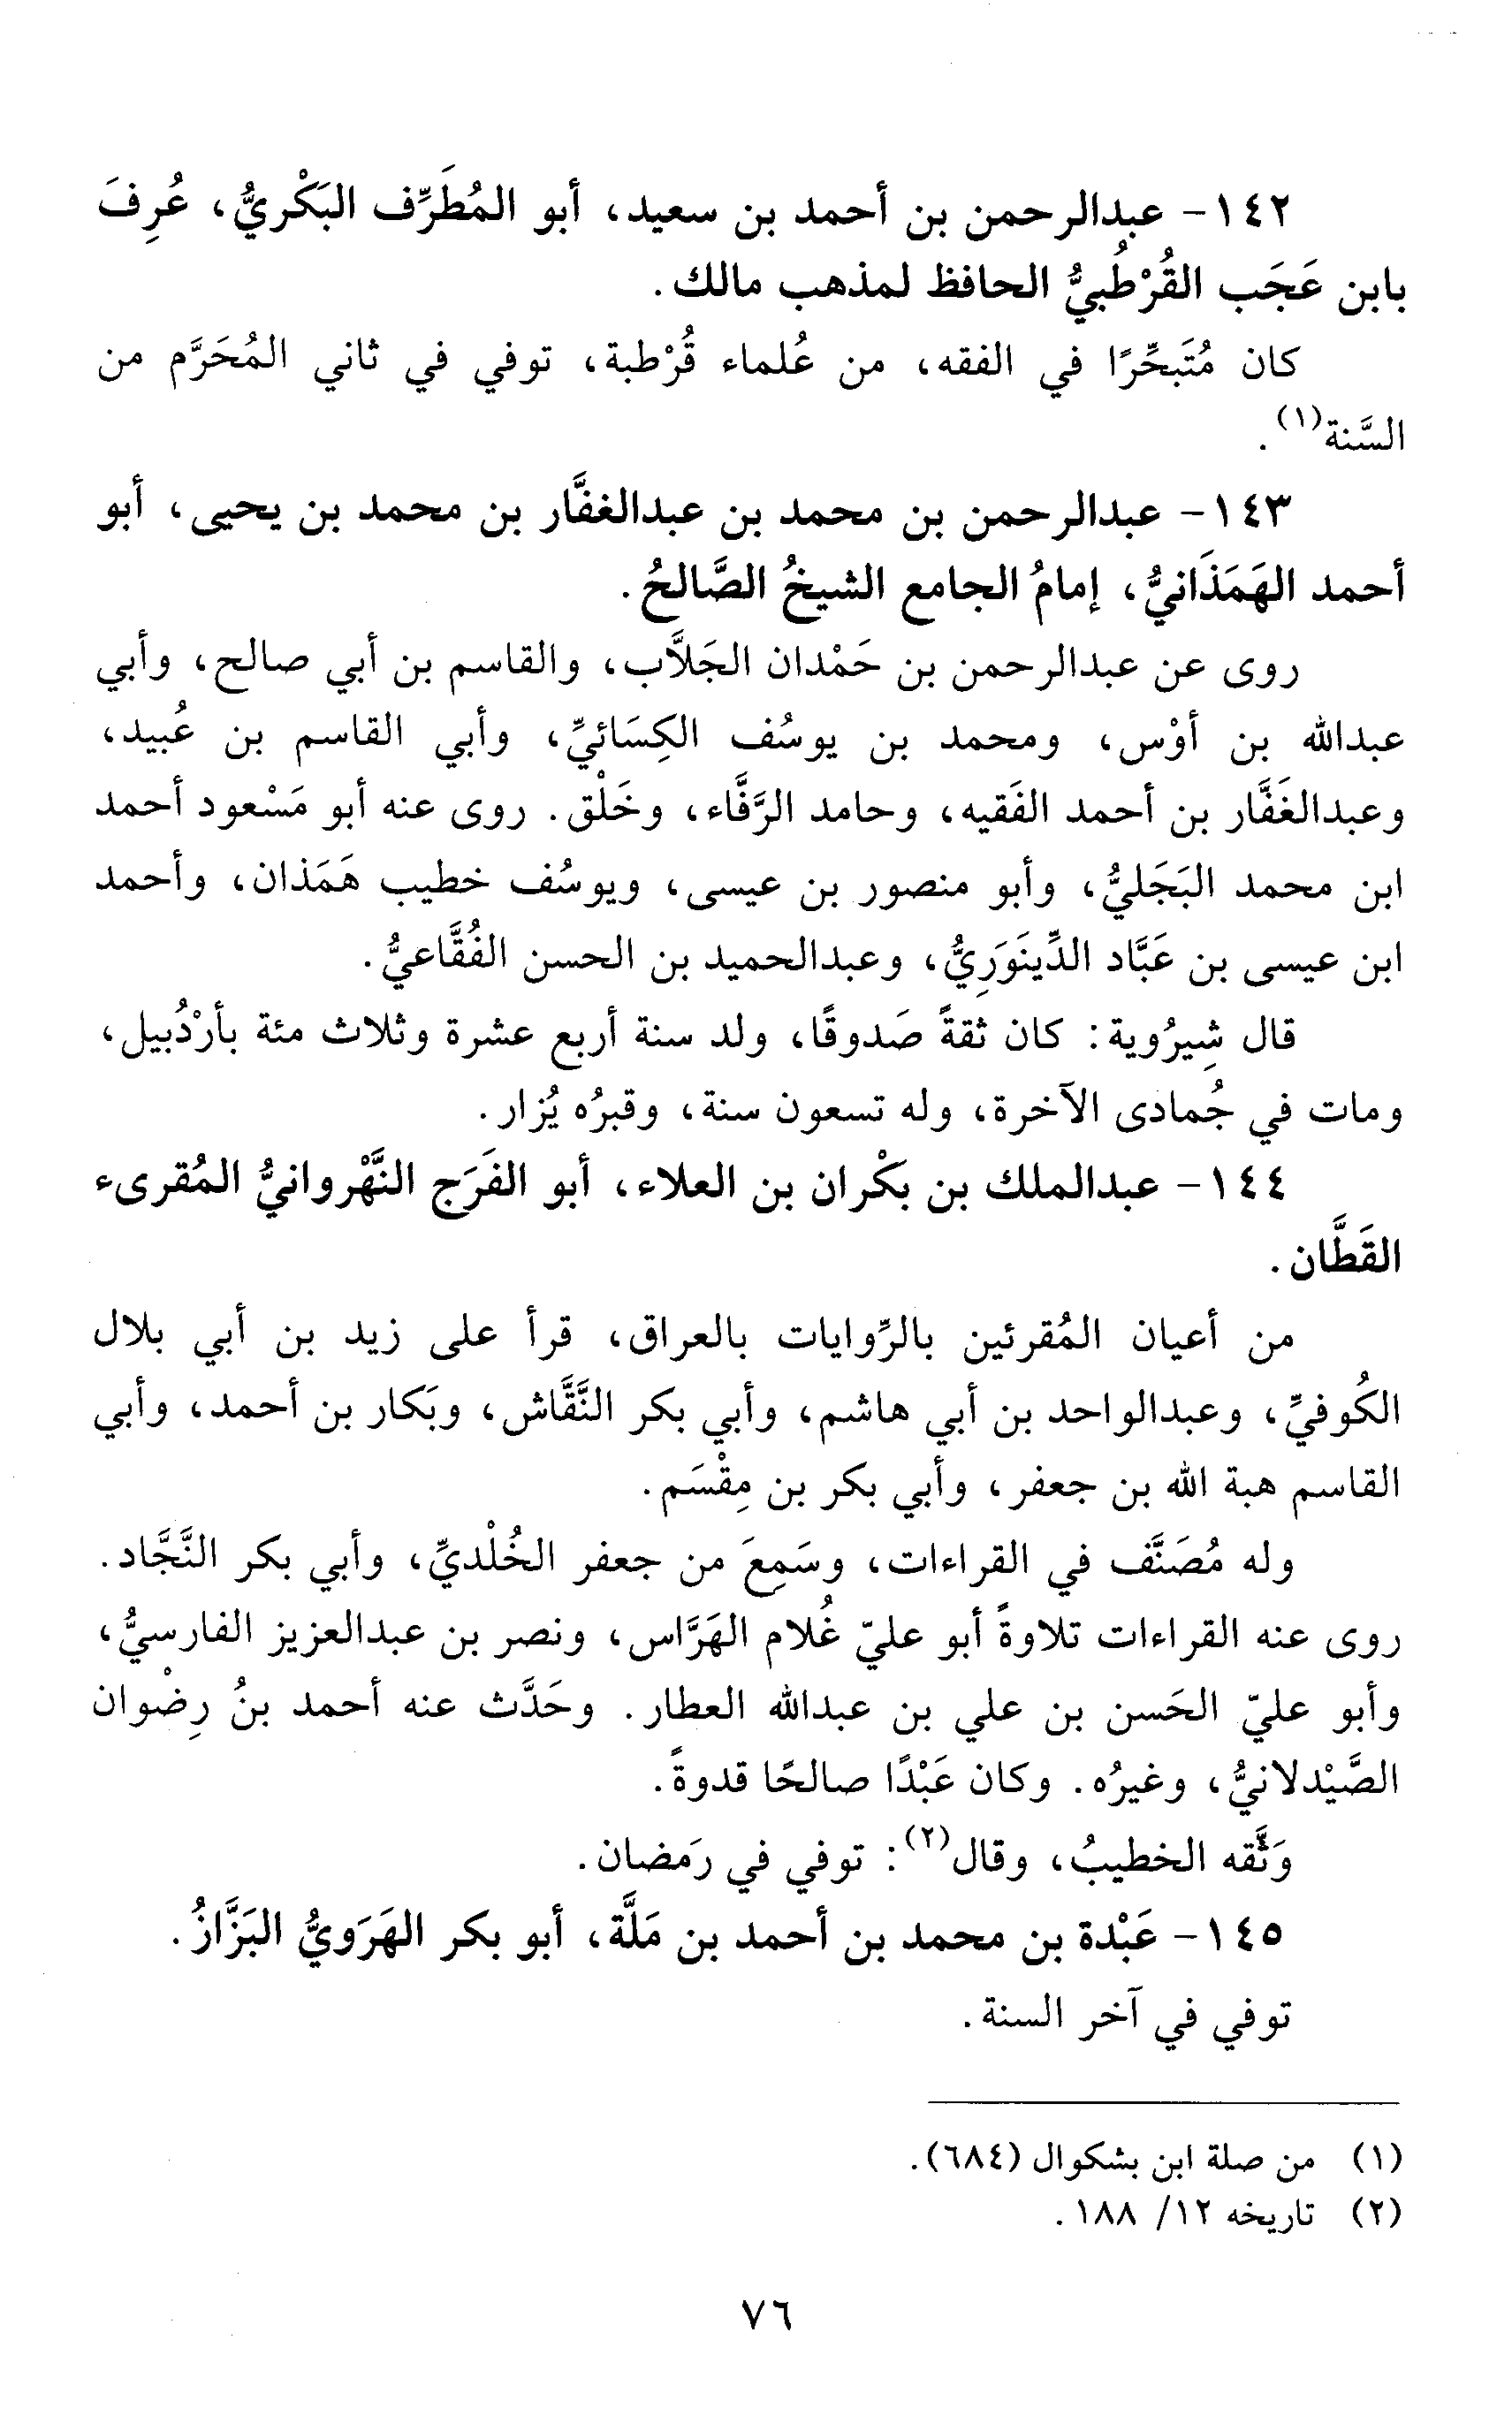 ١٤٢- عبدالرحمن بن أحمد بن سعيد، أبو المُطَرِّف البَكْريُّ، عُرِفَ
بابن عَجَب القُرْطُبيُّ الحافظ لمذهب مالك.
كان مُتَبحِّرًا في الفقه، من عُلماء قُرْطبة، توفي في ثاني المُحَرَّم من
السَّنة(١).
١٤٣- عبدالرحمن بن محمد بن عبدالغفَّار بن محمد بن يحيى، أبو
أحمد الهَمَذَانيُّ، إمامُ الجامع الشيخُ الصَّالحُ.
روى عن عبدالرحمن بن حَمْدان الجَلاَّب، والقاسم بن أبي صالح، وأبي
عبدالله بن أوْس، ومحمد بن يوسُف الكِسَائيِّ، وأبي القاسم بن عُبيد،
وعبدالغَفَّار بن أحمد الفَقيه، وحامد الرَّفَّاء، وخَلْق. روى عنه أبو مَسْعود أحمد
ابن محمد البَجَليُّ، وأبو منصور بن عيسى، ويوسُف خطيب هَمَذان، وأحمد
ابن عيسى بن عَبَّاد الدِّينَوَرِيُّ، وعبدالحميد بن الحسن الفُقَّاعيُّ.
قال شِيرُوية: كان ثقةً صَدوقًا، ولد سنة أربع عشرة وثلاث مئة بأرْدُبيل،
ومات في جُمادى الآخرة، وله تسعون سنة، وقبرُه يُزار.
١٤٤- عبدالملك بن بكْران بن العلاء، أبو الفَرَج النَّهْروانيُّ المُقرىء
القَطَّان.
من أعيان المُقرئين بالرِّوايات بالعراق، قرأ على زيد بن أبي بلال
الكُوفيِّ، وعبدالواحد بن أبي هاشم، وأبي بكر النَّقَّاش، وبَكار بن أحمد، وأبي
القاسم هبة الله بن جعفر، وأبي بكر بن مِقْسَم.
وله مُصَنَّف في القراءات، وسَمِعَ من جعفر الخُلْديِّ، وأبي بكر النَّجَّاد.
روى عنه القراءات تلاوةً أبو عليّ غُلام الهَرَّاس، ونصر بن عبدالعزيز الفارسيُّ،
وأبو عليّ الحَسن بن علي بن عبدالله العطار. وحَدَّث عنه أحمد بنُ رِضْوان
الصَّيْدلانيُّ، وغيرُه. وكان عَبْدًا صالحًا قدوةً.
وَثَّقه الخطيبُ، وقال(٢): توفي في رَمضان.
١٤٥- عَبْدة بن محمد بن أحمد بن مَلَّة، أبو بكر الهَرَويُّ البَزَّازُ.
توفي في آخر السنة.
(١) من صلة ابن بشكوال (٦٨٤).
(٢) تاريخه ١٢/ ١٨٨.
٧٦